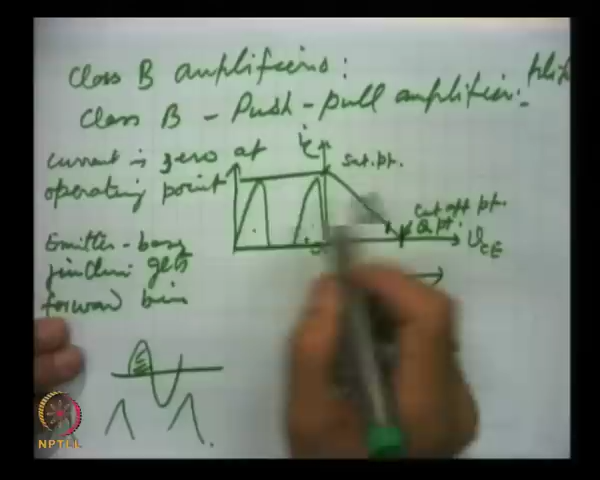 Class B amplifiers:
Class B - Push-pull amplifier:-
current is zero at
operating point
Emitter-base
junction gets
forward bias
ic
Sat. pt.
Cut off pt.
Q pt.
VCE
NPTEL